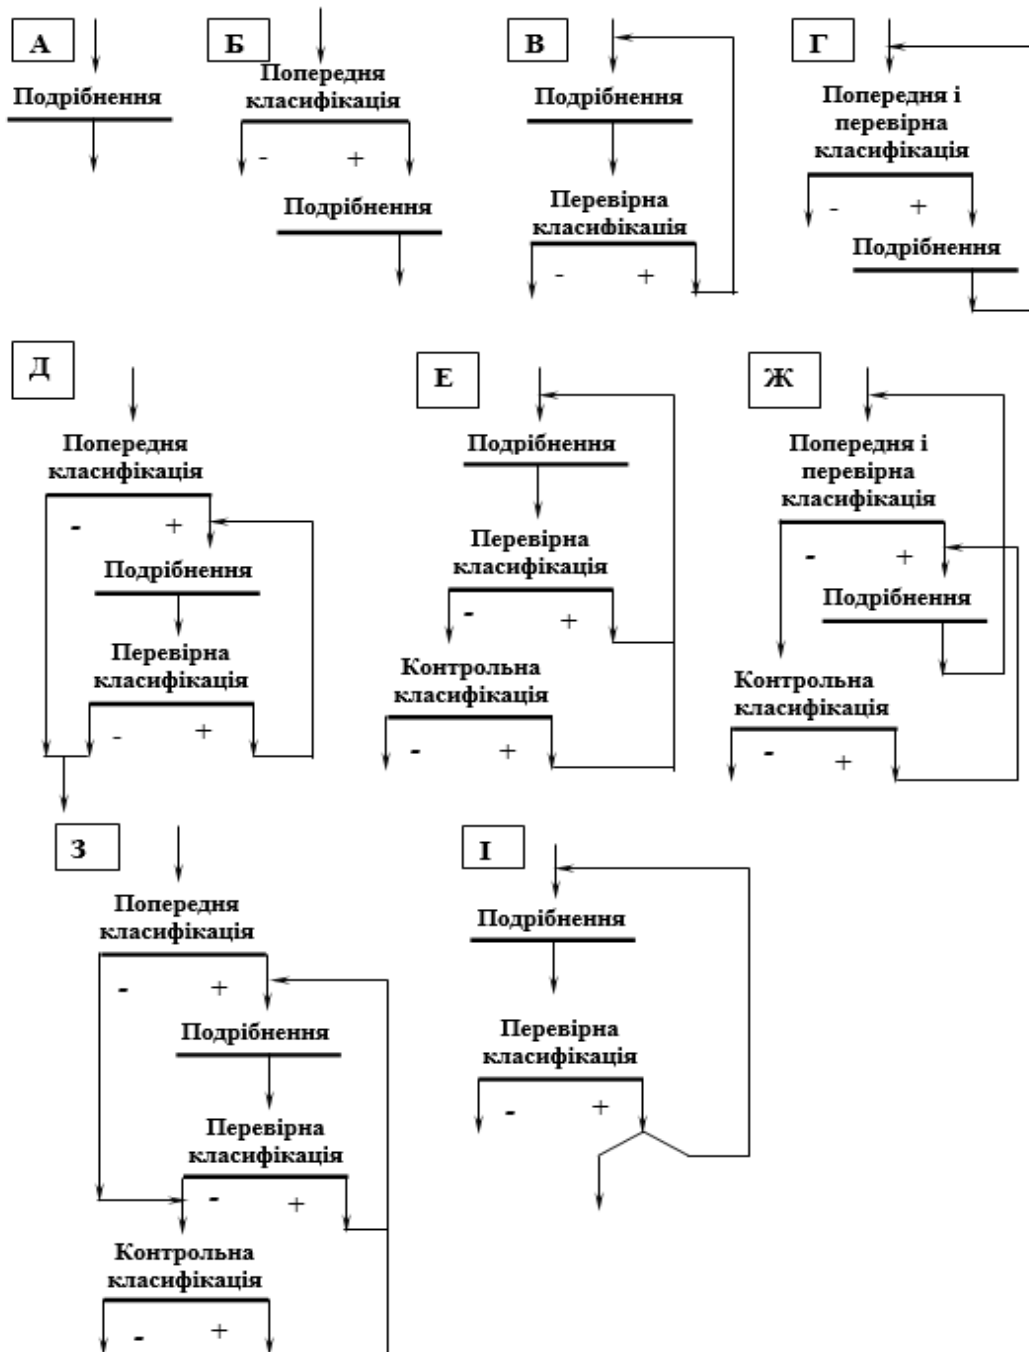 А
Подрібнення
Б
Попередня
класифікація
- +
Подрібнення
В
Подрібнення
Перевірна
класифікація
- +
Г
Попередня і
перевірна
класифікація
- +
Подрібнення
Д
Попередня
класифікація
- +
Подрібнення
Перевірна
класифікація
- +
Е
Подрібнення
Перевірна
класифікація
- +
Контрольна
класифікація
- +
Ж
Попередня і
перевірна
класифікація
- +
Подрібнення
Контрольна
класифікація
- +
З
Попередня
класифікація
- +
Подрібнення
Перевірна
класифікація
- +
Контрольна
класифікація
- +
І
Подрібнення
Перевірна
класифікація
- +